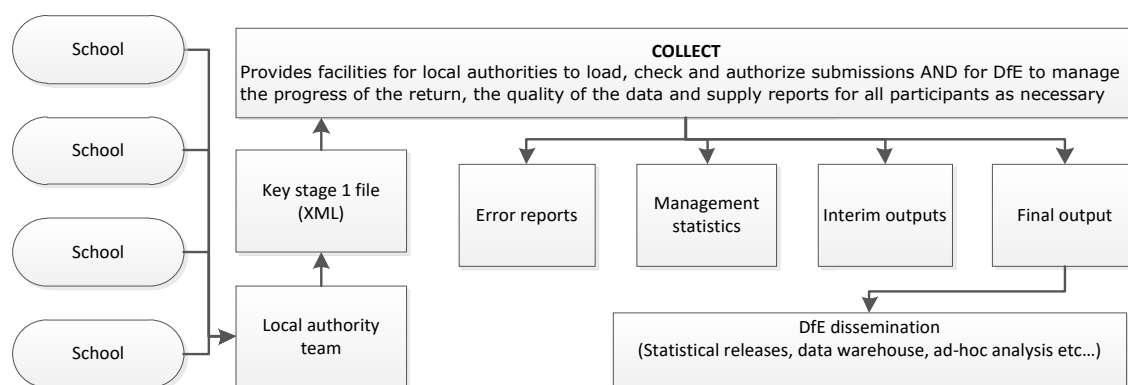 School
School
School
School
COLLECT
Provides facilities for local authorities to load, check and authorize submissions AND for DfE to manage
the progress of the return, the quality of the data and supply reports for all participants as necessary
Key stage 1 file
(XML)
Local authority
team
Error reports
Management
statistics
Interim outputs
Final output
DfE dissemination
(Statistical releases, data warehouse, ad-hoc analysis etc…)